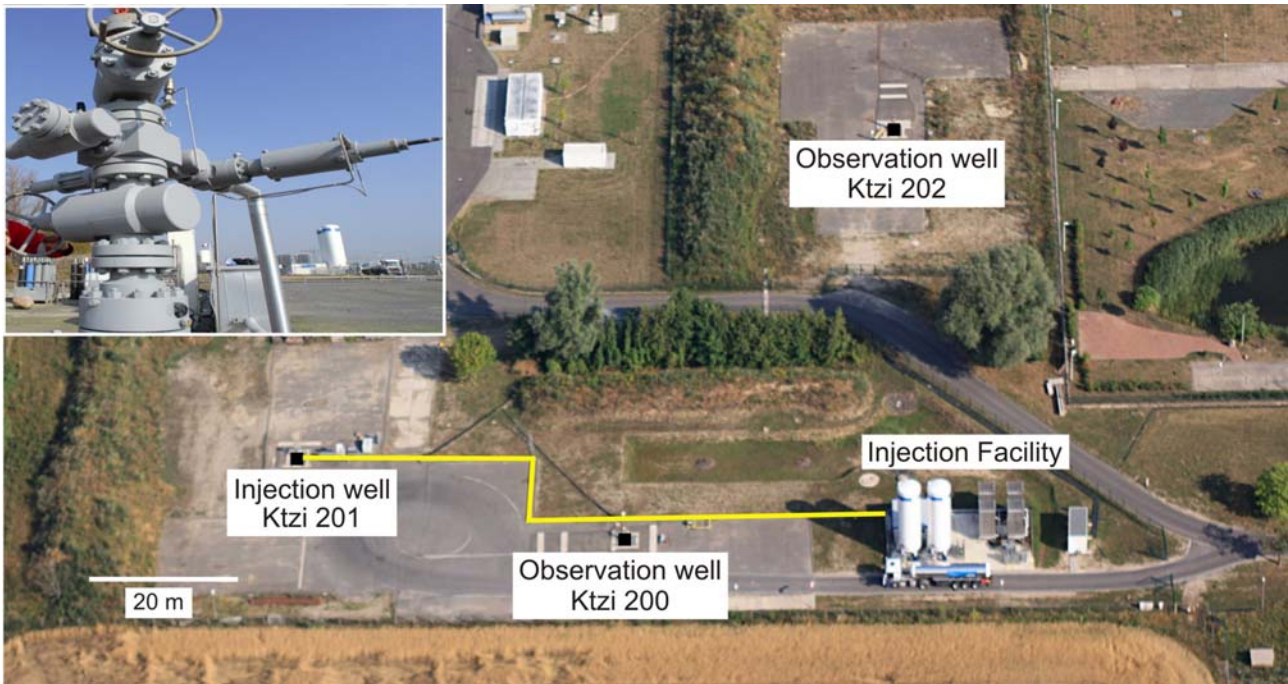 Observation well
Ktzi 202
Injection Facility
Injection well
Ktzi 201
Observation well
Ktzi 200
20 m